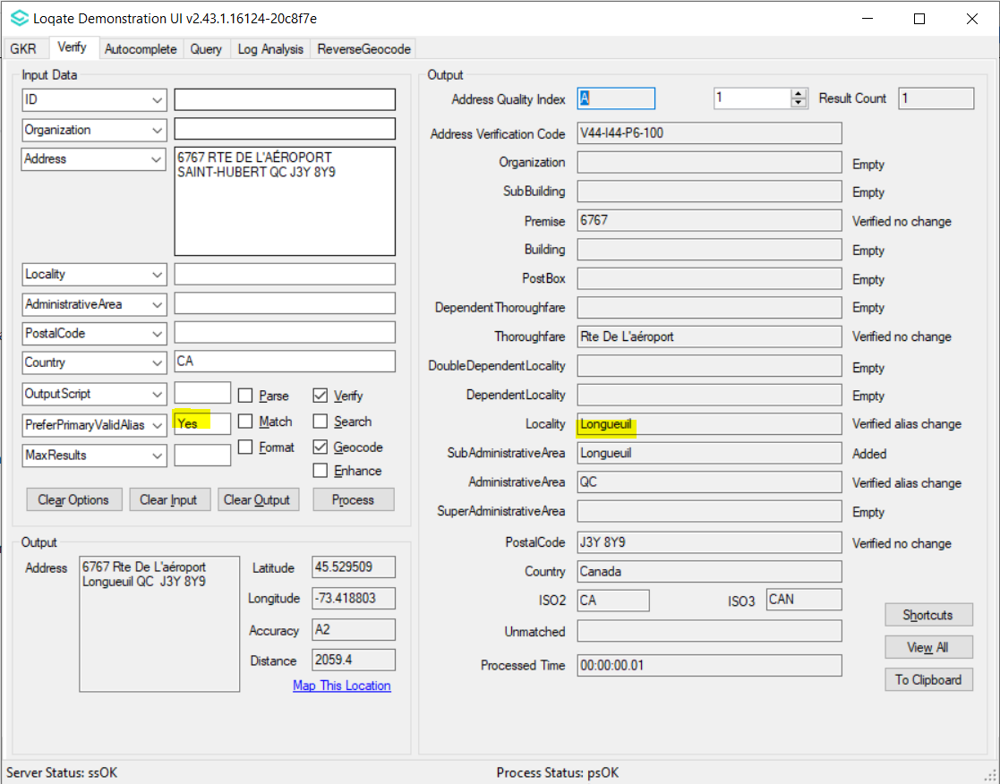 Loqate Demonstration UI v2.43.1.16124-20c8f7e
GKR Verify Autocomplete Query Log Analysis ReverseGeocode
Input Data
ID
Organization
Address 6767 RTE DE L'AÉROPORT
SAINT-HUBERT QC J3Y 8Y9
Locality
AdministrativeArea
PostalCode
Country CA
OutputScript Parse Verify
PreferPrimaryValidAlias Yes Match Search
MaxResults Format Geocode
Enhance
Clear Options Clear Input Clear Output Process
Output
Address 6767 Rte De L'aéroport
Longueuil QC J3Y 8Y9
Latitude 45.529509
Longitude -73.418803
Accuracy A2
Distance 2059.4
Map This Location
Output
Address Quality Index A 1 Result Count 1
Address Verification Code V44-I44-P6-100
Organization Empty
SubBuilding Empty
Premise 6767 Verified no change
Building Empty
PostBox Empty
DependentThoroughfare Empty
Thoroughfare Rte De L'aéroport Verified no change
DoubleDependentLocality Empty
DependentLocality Empty
Locality Longueuil Verified alias change
SubAdministrativeArea Longueuil Added
AdministrativeArea QC Verified alias change
SuperAdministrativeArea Empty
PostalCode J3Y 8Y9 Verified no change
Country Canada
ISO2 CA ISO3 CAN
Unmatched
Processed Time 00:00:00.01
Shortcuts
View All
To Clipboard
Server Status: ssOK Process Status: psOK